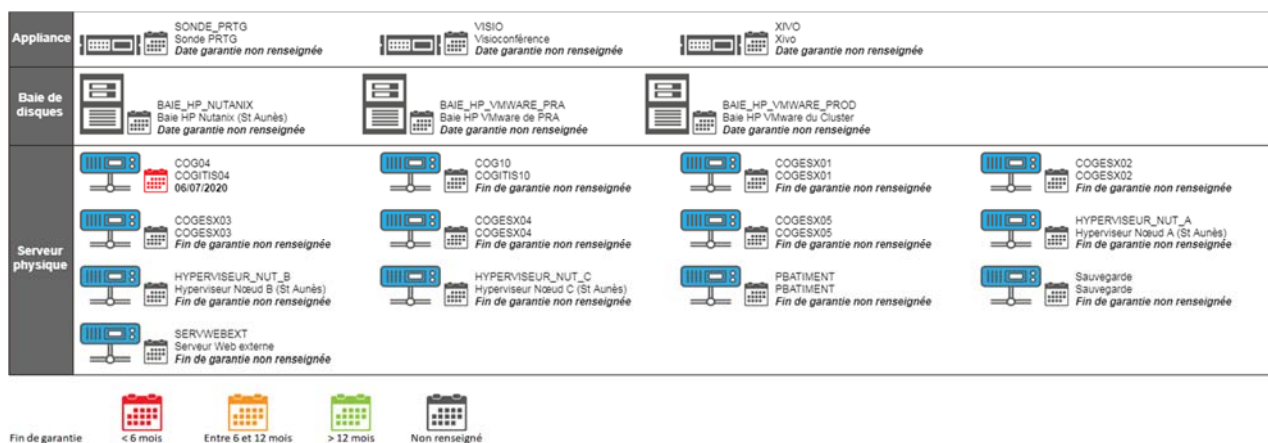 Appliance
SONDE_PRTG
Sonde PRTG
Date garantie non renseignée
VISIO
Visioconférence
Date garantie non renseignée
XIVO
Xivo
Date garantie non renseignée
Baie de
disques
BAIE_HP_NUTANIX
Baie HP Nutanix (St Aunès)
Date garantie non renseignée
BAIE_HP_VMWARE_PRA
Baie HP VMware de PRA
Date garantie non renseignée
BAIE_HP_VMWARE_PROD
Baie HP VMware du Cluster
Date garantie non renseignée
Serveur
physique
COG04
COGITIS04
06/07/2020
COG10
COGITIS10
Fin de garantie non renseignée
COGESX01
COGESX01
Fin de garantie non renseignée
COGESX02
COGESX02
Fin de garantie non renseignée
COGESX03
COGESX03
Fin de garantie non renseignée
COGESX04
COGESX04
Fin de garantie non renseignée
COGESX05
COGESX05
Fin de garantie non renseignée
HYPERVISEUR_NUT_A
Hyperviseur Nœud A (St Aunès)
Fin de garantie non renseignée
HYPERVISEUR_NUT_B
Hyperviseur Nœud B (St Aunès)
Fin de garantie non renseignée
HYPERVISEUR_NUT_C
Hyperviseur Nœud C (St Aunès)
Fin de garantie non renseignée
PBATIMENT
PBATIMENT
Fin de garantie non renseignée
Sauvegarde
Sauvegarde
Fin de garantie non renseignée
SERVWEBEXT
Serveur Web externe
Fin de garantie non renseignée
Fin de garantie
< 6 mois
Entre 6 et 12 mois
> 12 mois
Non renseigné